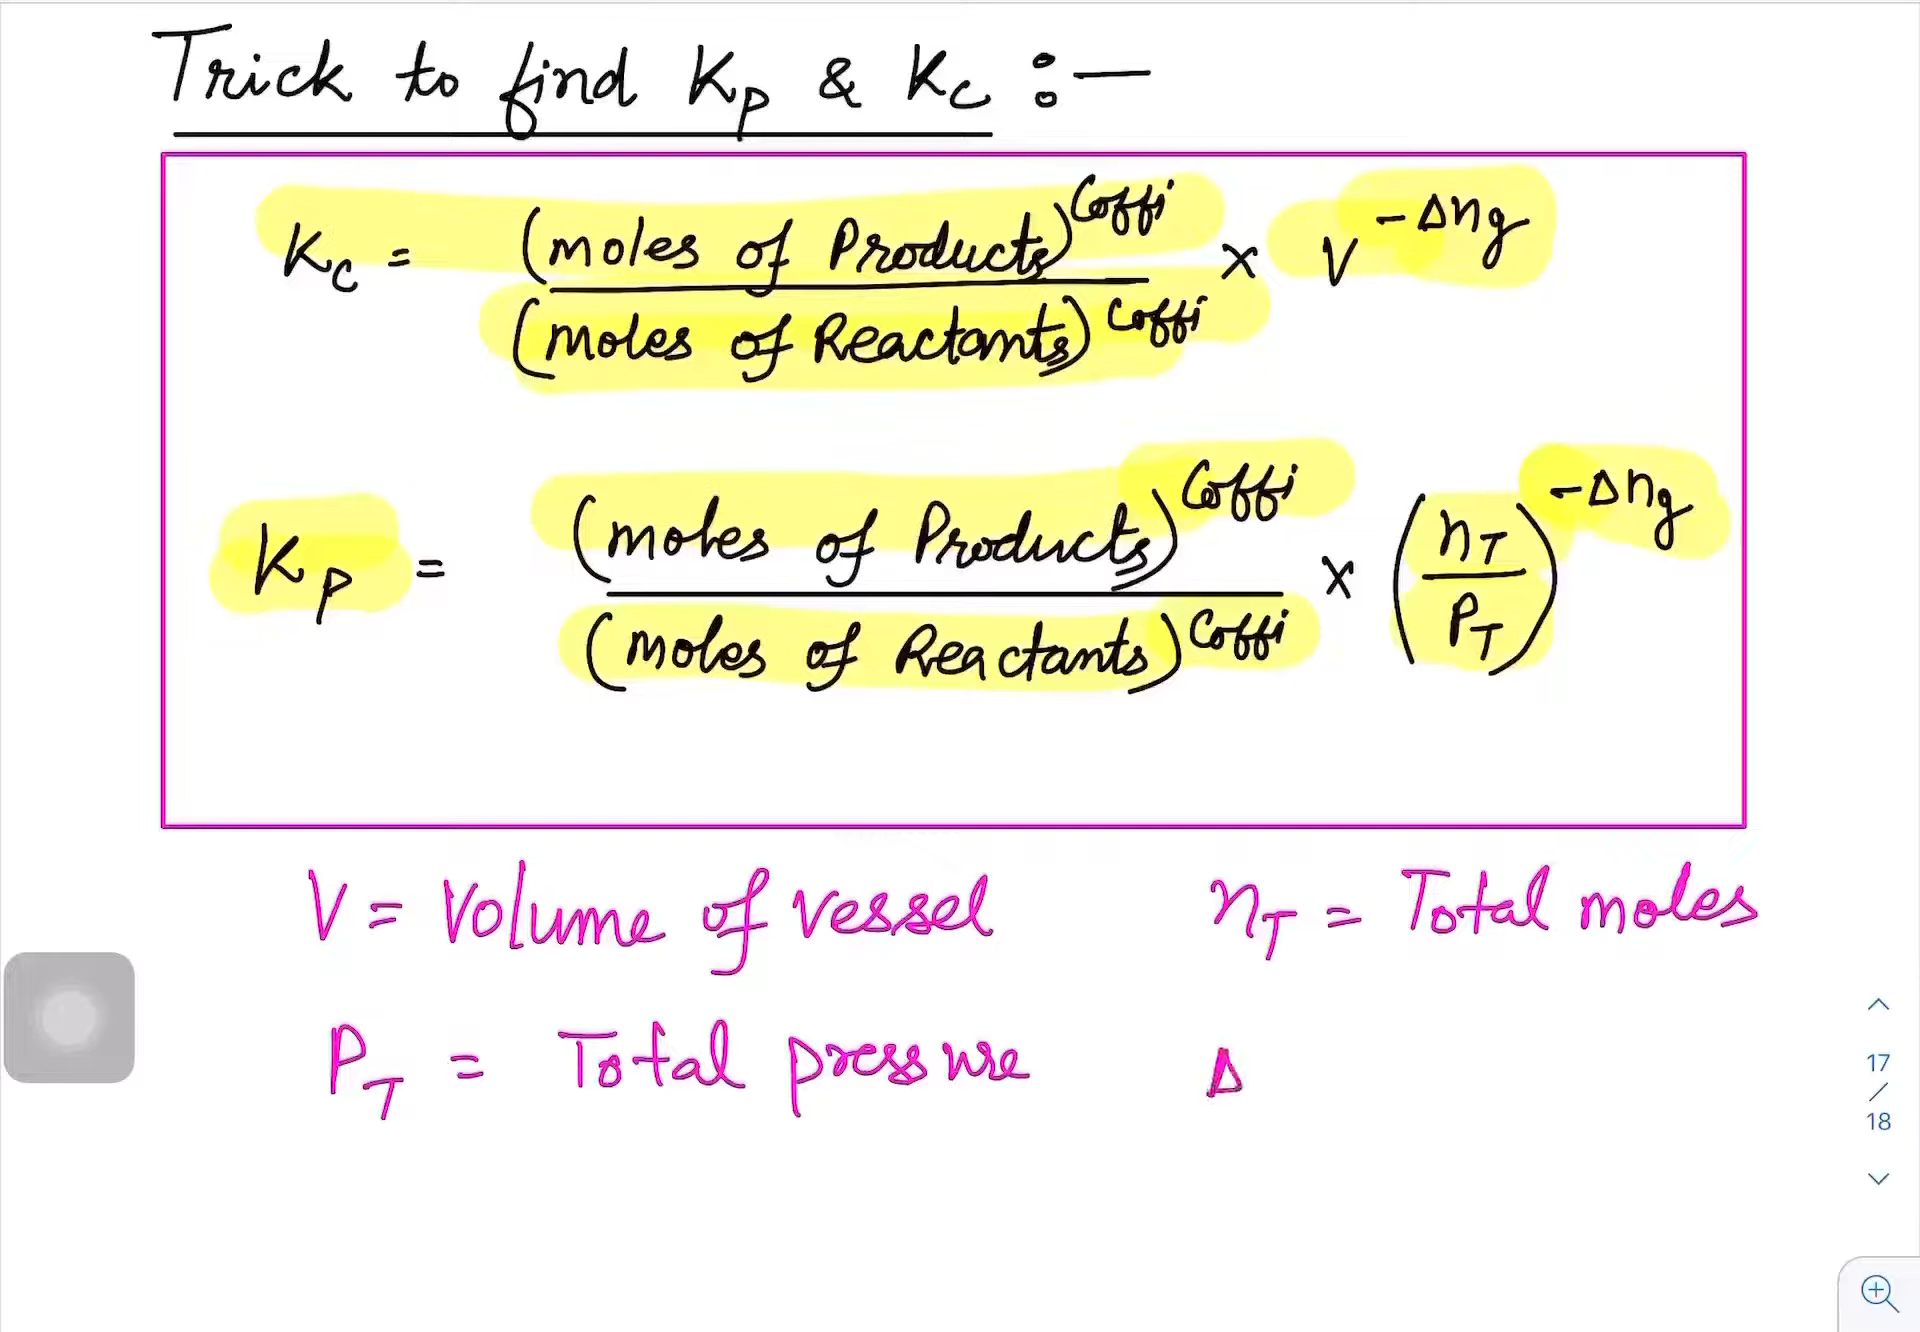 Trick to find Kp & Kc :—
Kc = (moles of Products)^Coffi / (moles of Reactants)^Coffi × V^-Δng
Kp = (moles of Products)^Coffi / (moles of Reactants)^Coffi × (nT / PT)^-Δng
V = Volume of vessel nT = Total moles
PT = Total pressure Δ
17
/
18